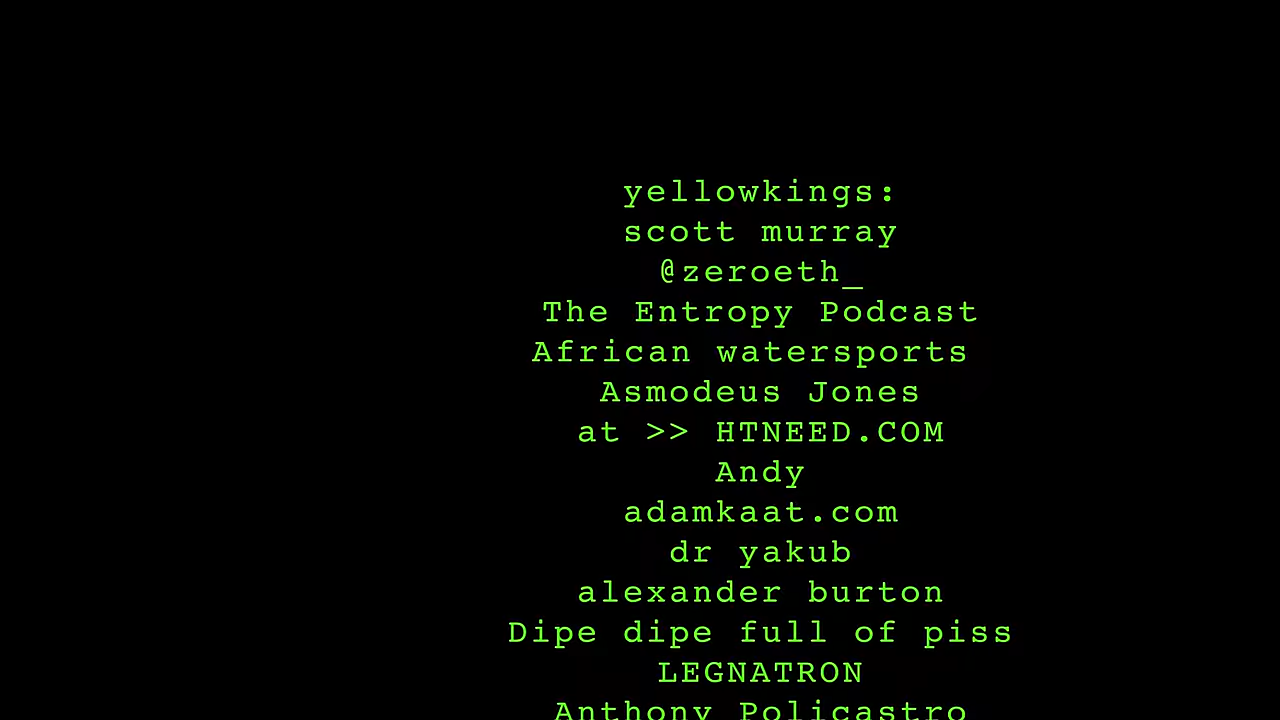 yellowkings:
scott murray
@zeroeth_
The Entropy Podcast
African watersports
Asmodeus Jones
at >> HTNEED.COM
Andy
adamkaat.com
dr yakub
alexander burton
Dipe dipe full of piss
LEGNATRON
Anthony Policastro